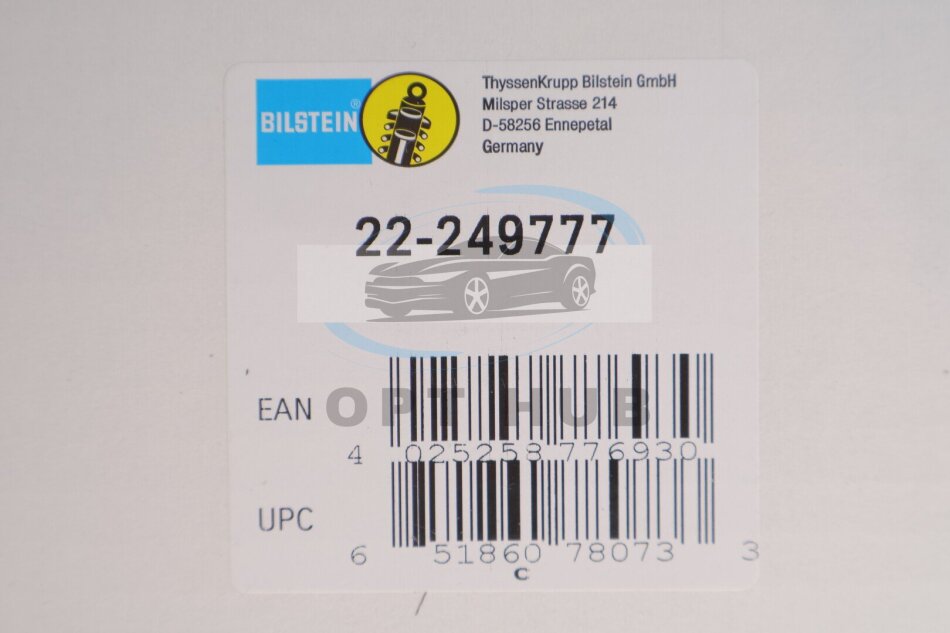 BILSTEIN®
ThyssenKrupp Bilstein GmbH
Milsper Strasse 214
D-58256 Ennepetal
Germany
22-249777
EAN
OPT HUB
4 025258 776930
UPC
6 51860 78073 3
C